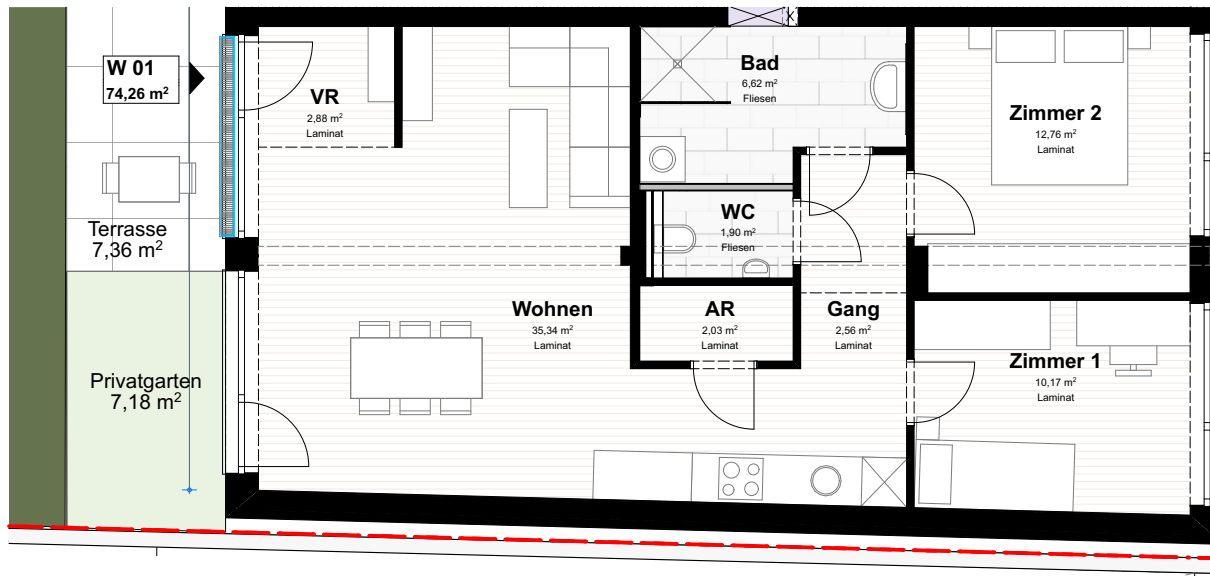 W 01
74,26 m²
VR
2,88 m²
Laminat
Bad
6,62 m²
Fliesen
Zimmer 2
12,76 m²
Laminat
Terrasse
7,36 m²
WC
1,90 m²
Fliesen
Wohnen
35,34 m²
Laminat
AR
2,03 m²
Laminat
Gang
2,56 m²
Laminat
Zimmer 1
10,17 m²
Laminat
Privatgarten
7,18 m²